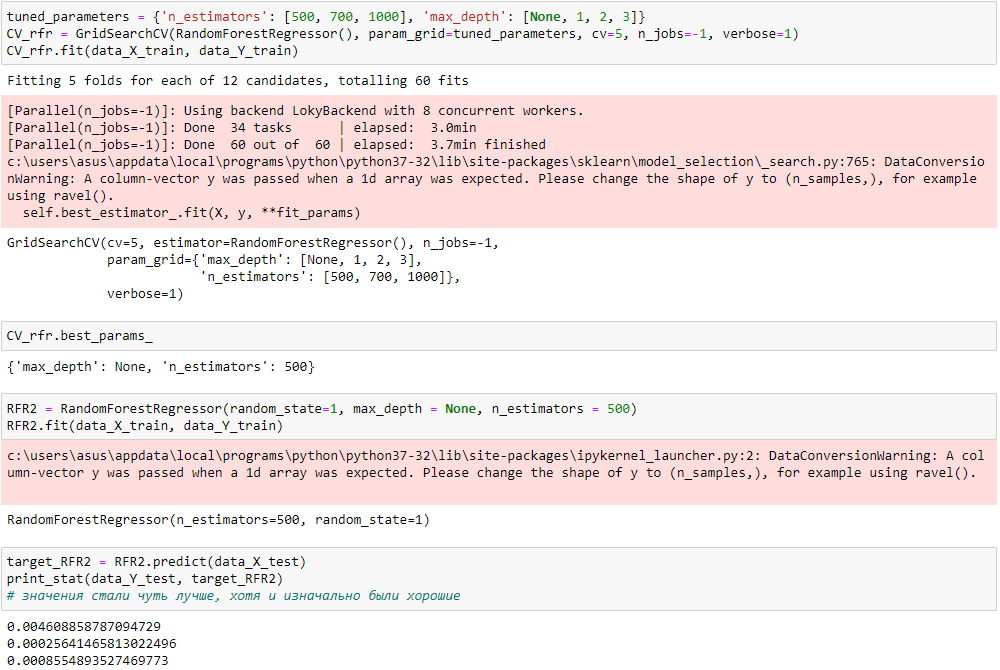 tuned_parameters = {'n_estimators': [500, 700, 1000], 'max_depth': [None, 1, 2, 3]}
CV_rfr = GridSearchCV(RandomForestRegressor(), param_grid=tuned_parameters, cv=5, n_jobs=-1, verbose=1)
CV_rfr.fit(data_X_train, data_Y_train)
Fitting 5 folds for each of 12 candidates, totalling 60 fits
[Parallel(n_jobs=-1)]: Using backend LokyBackend with 8 concurrent workers.
[Parallel(n_jobs=-1)]: Done  34 tasks      | elapsed:  3.0min
[Parallel(n_jobs=-1)]: Done  60 out of  60 | elapsed:  3.7min finished
c:\users\asus\appdata\local\programs\python\python37-32\lib\site-packages\sklearn\model_selection\_search.py:765: DataConversio
nWarning: A column-vector y was passed when a 1d array was expected. Please change the shape of y to (n_samples,), for example
using ravel().
  self.best_estimator_.fit(X, y, **fit_params)
GridSearchCV(cv=5, estimator=RandomForestRegressor(), n_jobs=-1,
             param_grid={'max_depth': [None, 1, 2, 3],
                         'n_estimators': [500, 700, 1000]},
             verbose=1)
CV_rfr.best_params_
{'max_depth': None, 'n_estimators': 500}
RFR2 = RandomForestRegressor(random_state=1, max_depth = None, n_estimators = 500)
RFR2.fit(data_X_train, data_Y_train)
c:\users\asus\appdata\local\programs\python\python37-32\lib\site-packages\ipykernel_launcher.py:2: DataConversionWarning: A col
umn-vector y was passed when a 1d array was expected. Please change the shape of y to (n_samples,), for example using ravel().
RandomForestRegressor(n_estimators=500, random_state=1)
target_RFR2 = RFR2.predict(data_X_test)
print_stat(data_Y_test, target_RFR2)
# значения стали чуть лучше, хотя и изначально были хорошие
0.004608858787094729
0.00025641465813022496
0.0008554893527469773